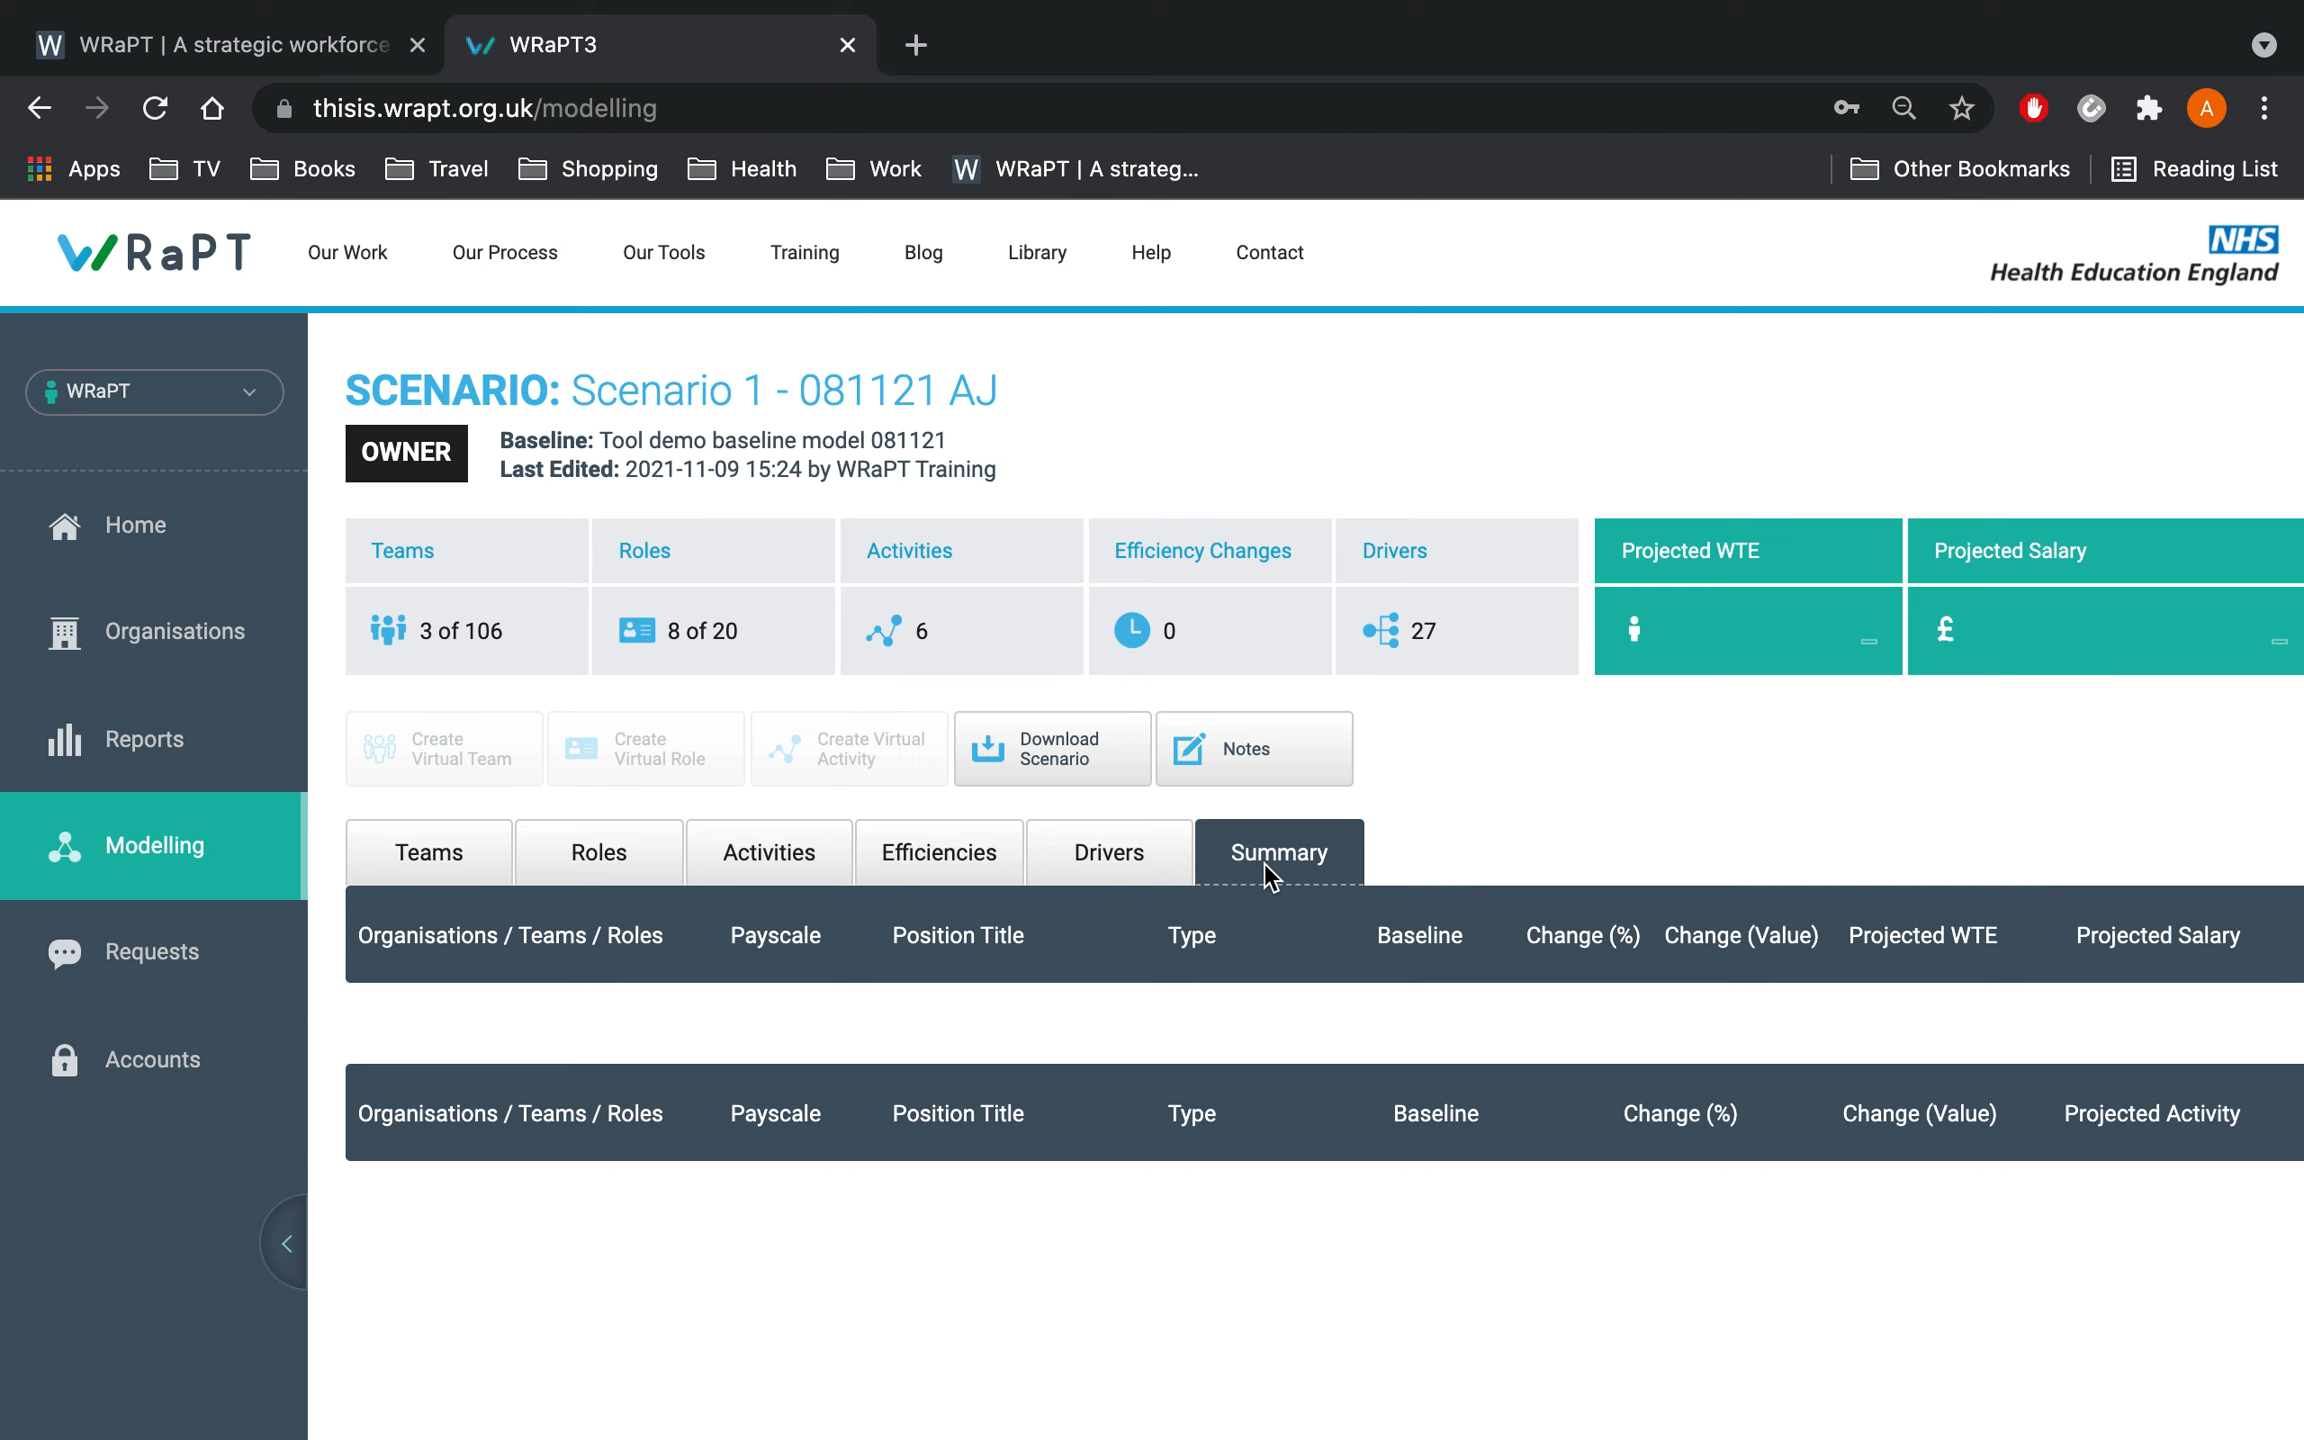 W WRaPT | A strategic workforce
WRaPT3
thisis.wrapt.org.uk/modelling
A
Apps TV Books Travel Shopping Health Work W WRaPT | A strateg... Other Bookmarks Reading List
WRaPT Our Work Our Process Our Tools Training Blog Library Help Contact
NHS
Health Education England
WRaPT
Home
Organisations
Reports
Modelling
Requests
Accounts
SCENARIO: Scenario 1 - 081121 AJ
OWNER
Baseline: Tool demo baseline model 081121
Last Edited: 2021-11-09 15:24 by WRaPT Training
Teams Roles Activities Efficiency Changes Drivers Projected WTE Projected Salary
3 of 106 8 of 20 6 0 27 £
Create Virtual Team
Create Virtual Role
Create Virtual Activity
Download Scenario
Notes
Teams Roles Activities Efficiencies Drivers Summary
Organisations / Teams / Roles Payscale Position Title Type Baseline Change (%) Change (Value) Projected WTE Projected Salary
Organisations / Teams / Roles Payscale Position Title Type Baseline Change (%) Change (Value) Projected Activity